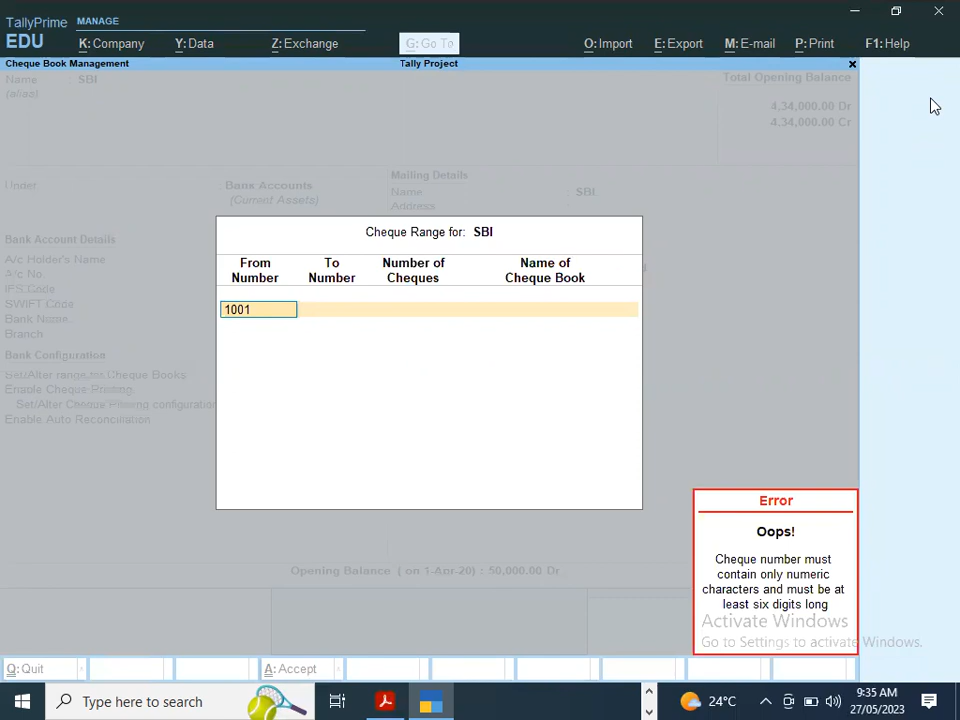 TallyPrime MANAGE
EDU
K: Company Y: Data Z: Exchange G: Go To O: Import E: Export M: E-mail P: Print F1: Help
Cheque Book Management Tally Project ×
Name SBI Total Opening Balance
(alias)
4,34,000.00 Dr
4,34,000.00 Cr
Mailing Details
Under : Bank Accounts Name SBI
(Current Assets) Address
Bank Account Details
A/c Holder's Name
A/c No.
IFS Code
SWIFT Code
Bank Name
Branch
Bank Configuration
Set/Alter range for Cheque Books
Enable Cheque Printing
Set/Alter Cheque Printing configuration
Enable Auto Reconciliation
Cheque Range for: SBI
From To Number of Name of
Number Number Cheques Cheque Book
1001
Error
Oops!
Cheque number must
contain only numeric
characters and must be at
least six digits long
Opening Balance ( on 1-Apr-20) : 50,000.00 Dr
Activate Windows
Go to Settings to activate Windows.
Q: Quit A: Accept
Type here to search 24°C 9:35 AM
27/05/2023